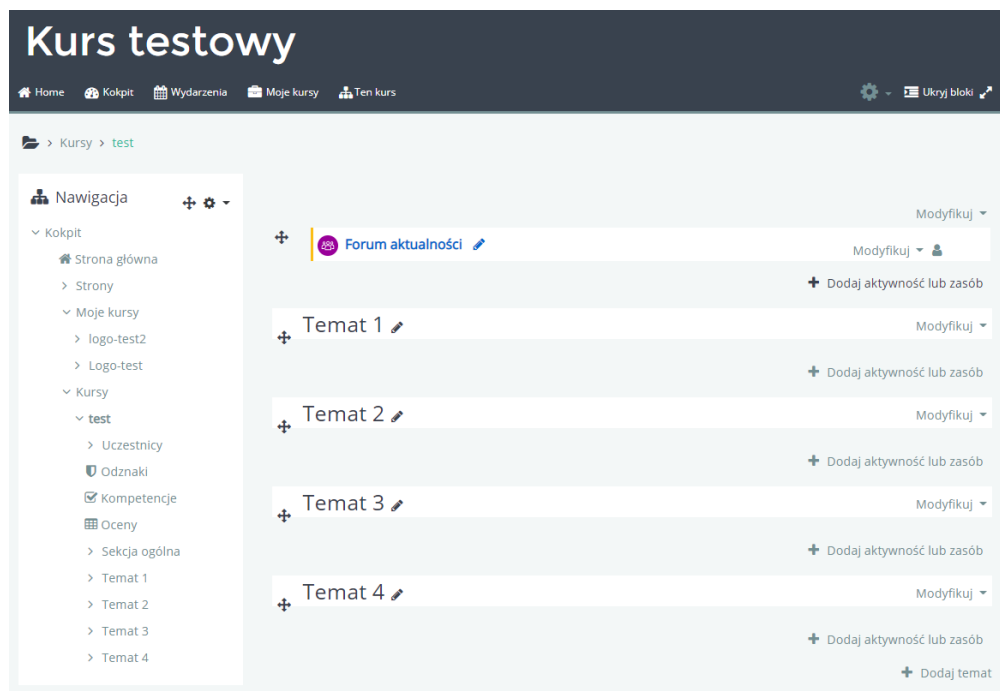 Kurs testowy
Home Kokpit Wydarzenia Moje kursy Ten kurs Ukryj bloki
> Kursy > test
Nawigacja
Kokpit
Strona główna
Strony
Moje kursy
logo-test2
Logo-test
Kursy
test
Uczestnicy
Odznaki
Kompetencje
Oceny
Sekcja ogólna
Temat 1
Temat 2
Temat 3
Temat 4
Modyfikuj
Forum aktualności Modyfikuj
Dodaj aktywność lub zasób
Temat 1 Modyfikuj
Dodaj aktywność lub zasób
Temat 2 Modyfikuj
Dodaj aktywność lub zasób
Temat 3 Modyfikuj
Dodaj aktywność lub zasób
Temat 4 Modyfikuj
Dodaj aktywność lub zasób
Dodaj temat